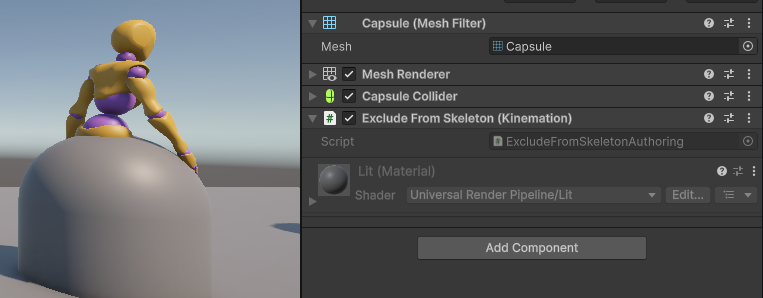 Capsule (Mesh Filter)
Mesh Capsule
Mesh Renderer
Capsule Collider
Exclude From Skeleton (Kinemation)
Script ExcludeFromSkeletonAuthoring
Lit (Material)
Shader Universal Render Pipeline/Lit Edit...
Add Component